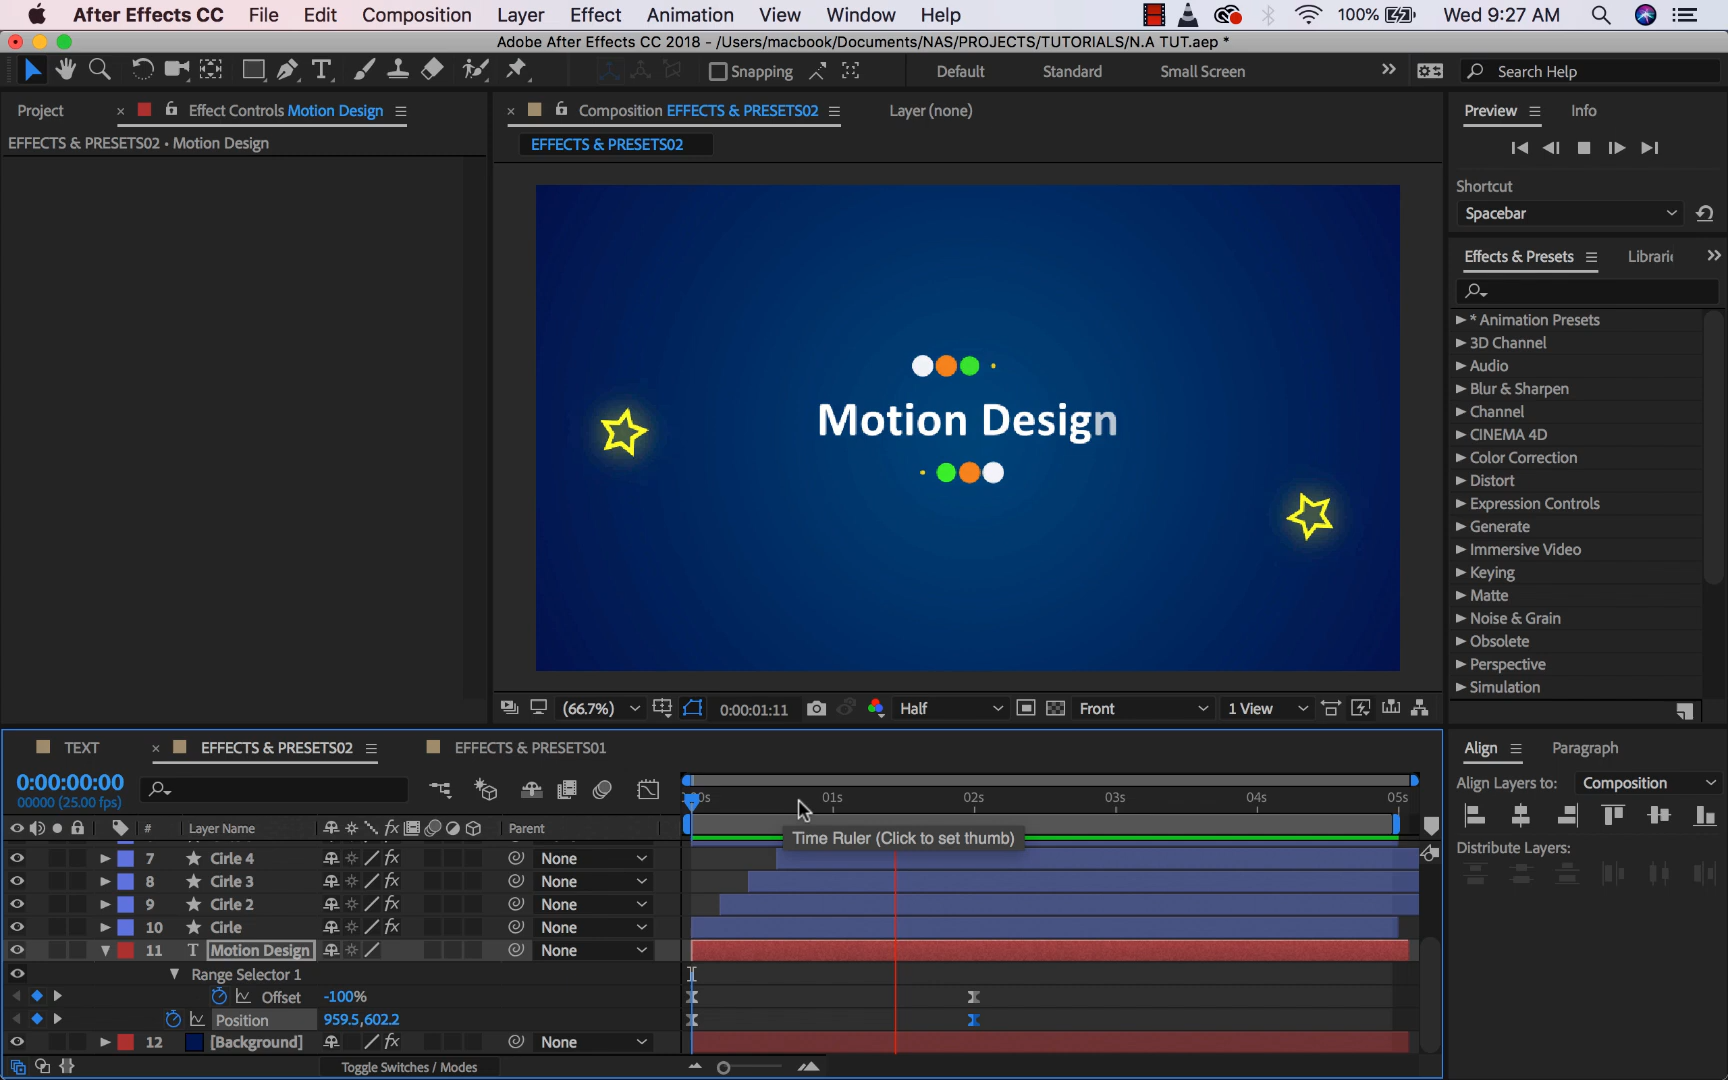 After Effects CC File Edit Composition Layer Effect Animation View Window Help 100% Wed 9:27 AM
Adobe After Effects CC 2018 - /Users/macbook/Documents/NAS/PROJECTS/TUTORIALS/N.A TUT.aep *
Snapping Default Standard Small Screen Search Help
Project Effect Controls Motion Design Composition EFFECTS & PRESETS02 Layer (none) Preview Info
EFFECTS & PRESETS02 • Motion Design EFFECTS & PRESETS02
Shortcut
Spacebar
Effects & Presets Librari
* Animation Presets
3D Channel
Audio
Blur & Sharpen
Channel
CINEMA 4D
Color Correction
Distort
Expression Controls
Generate
Immersive Video
Keying
Matte
Noise & Grain
Obsolete
Perspective
Simulation
Motion Design
(66.7%) 0:00:01:11 Half Front 1 View
TEXT EFFECTS & PRESETS02 EFFECTS & PRESETS01
0:00:00:00
00000 (25.00 fps)
:00s 01s 02s 03s 04s 05s
# Layer Name fx Parent
Time Ruler (Click to set thumb)
7 Cirle 4 fx None
8 Cirle 3 fx None
9 Cirle 2 fx None
10 Cirle fx None
11 T Motion Design None
Range Selector 1
Offset -100%
Position 959.5,602.2
12 [Background] fx None
Toggle Switches / Modes
Align Paragraph
Align Layers to: Composition
Distribute Layers: